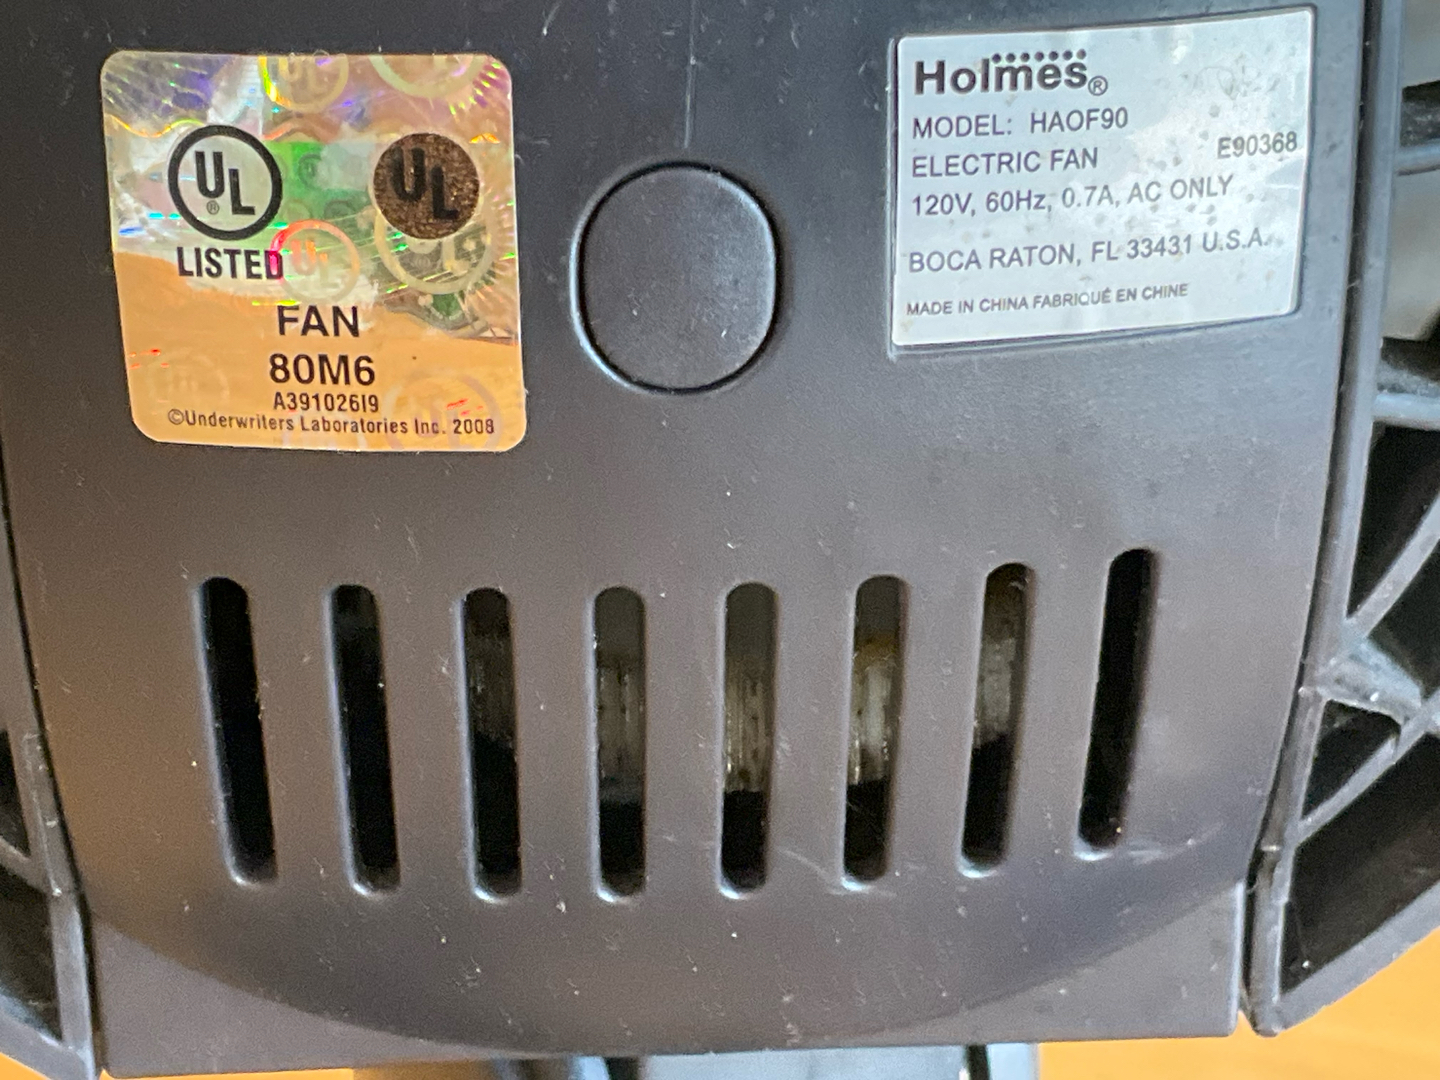 UL
®
LISTED
UL
FAN
80M6
A391026I9
©Underwriters Laboratories Inc. 2008
Holmes®
MODEL: HAOF90
ELECTRIC FAN
E90368
120V, 60Hz, 0.7A, AC ONLY
BOCA RATON, FL 33431 U.S.A.
MADE IN CHINA FABRIQUÉ EN CHINE